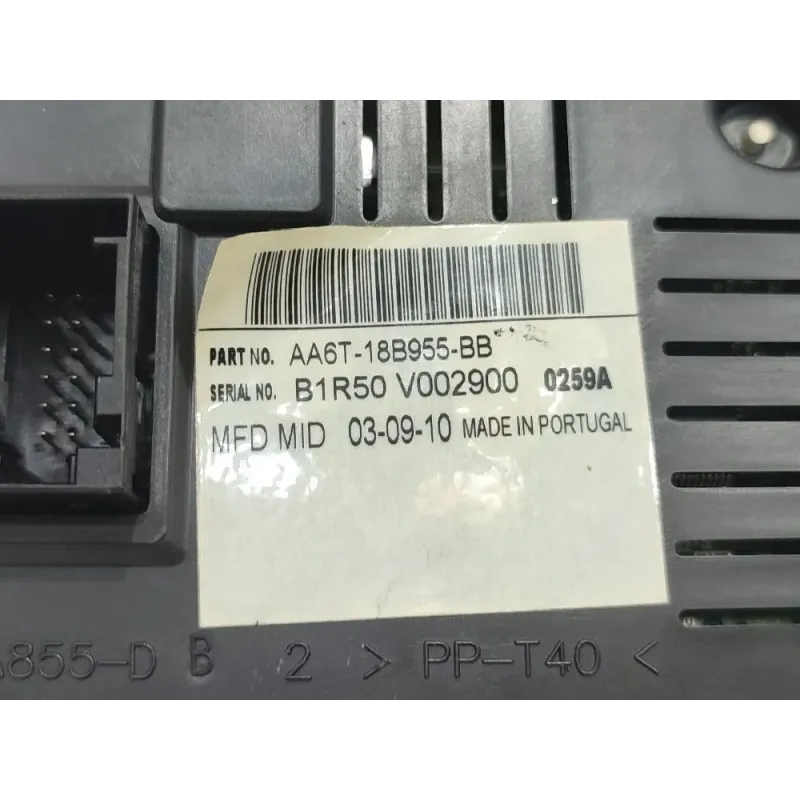 PART NO. AA6T-18B955-BB
SERIAL NO. B1R50 V002900 0259A
MFD MID 03-09-10 MADE IN PORTUGAL
A855-D B 2 > PP-T40 <